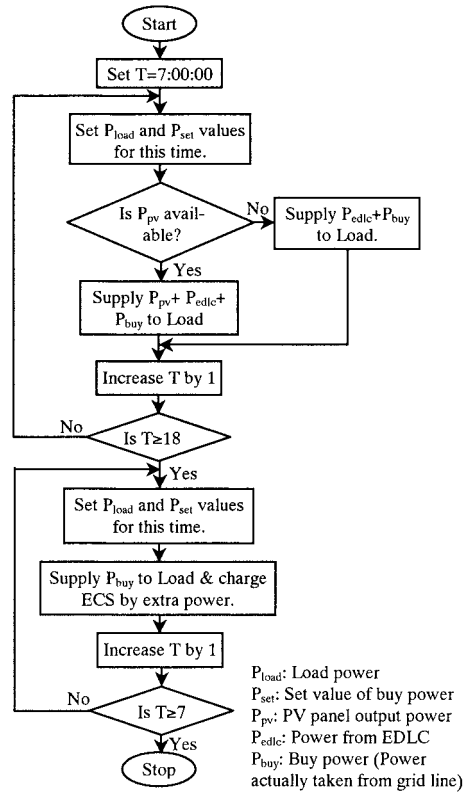 Start
Set T=7:00:00
Set Pload and Pset values
for this time.
Is Ppv avail-
able?
No
Supply Pedlc+Pbuy
to Load.
Yes
Supply Ppv+ Pedlc+
Pbuy to Load
Increase T by 1
No
Is T≥18
Yes
Set Pload and Pset values
for this time.
Supply Pbuy to Load & charge
ECS by extra power.
Increase T by 1
No
Is T≥7
Yes
Stop
Pload: Load power
Pset: Set value of buy power
Ppv: PV panel output power
Pedlc: Power from EDLC
Pbuy: Buy power (Power
actually taken from grid line)